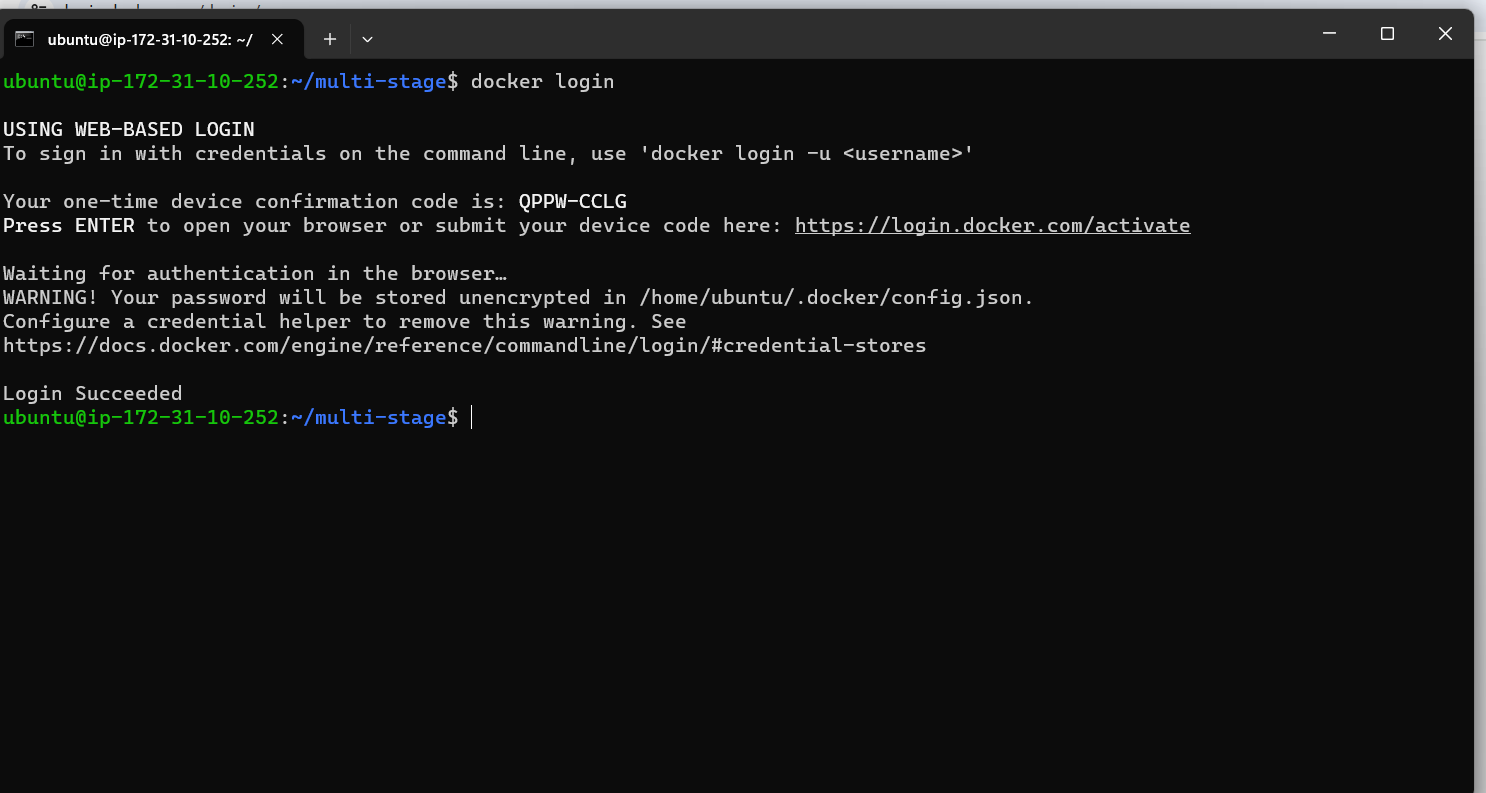 ubuntu@ip-172-31-10-252: ~/
ubuntu@ip-172-31-10-252:~/multi-stage$ docker login
USING WEB-BASED LOGIN
To sign in with credentials on the command line, use 'docker login -u <username>'
Your one-time device confirmation code is: QPPW-CCLG
Press ENTER to open your browser or submit your device code here: https://login.docker.com/activate
Waiting for authentication in the browser…
WARNING! Your password will be stored unencrypted in /home/ubuntu/.docker/config.json.
Configure a credential helper to remove this warning. See
https://docs.docker.com/engine/reference/commandline/login/#credential-stores
Login Succeeded
ubuntu@ip-172-31-10-252:~/multi-stage$